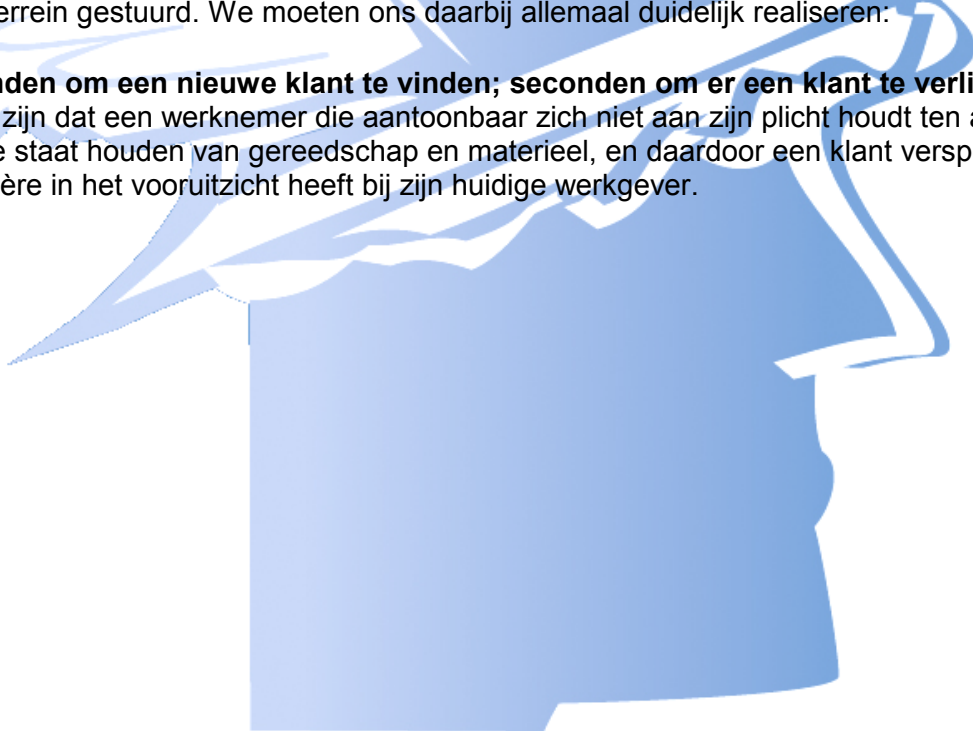 errein gestuurd. We moeten ons daarbij allemaal duidelijk realiseren:
nden om een nieuwe klant te vinden; seconden om er een klant te verli
zijn dat een werknemer die aantoonbaar zich niet aan zijn plicht houdt ten a
e staat houden van gereedschap en materieel, en daardoor een klant versp
ère in het vooruitzicht heeft bij zijn huidige werkgever.